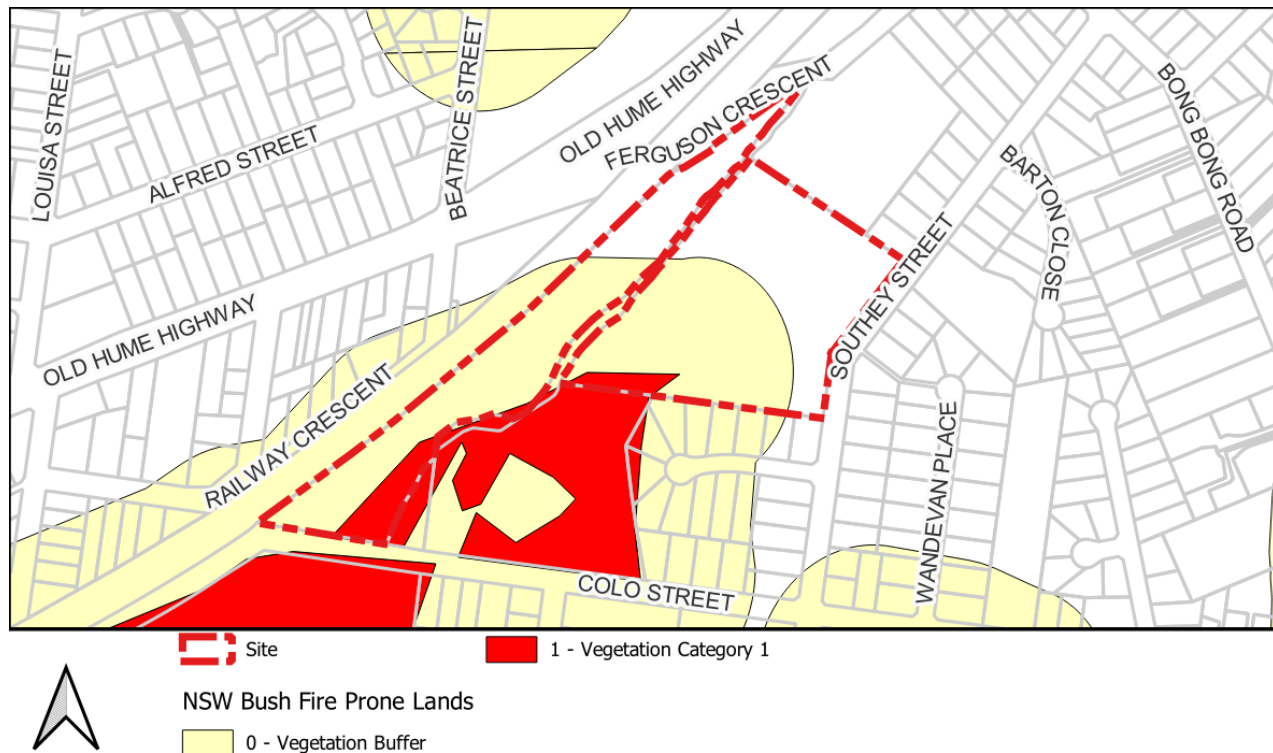 LOUISA STREET
ALFRED STREET
BEATRICE STREET
OLD HUME HIGHWAY
FERGUSON CRESCENT
BONG BONG ROAD
BARTON CLOSE
SOUTHEY STREET
OLD HUME HIGHWAY
RAILWAY CRESCENT
WANDEVAN PLACE
COLO STREET
Site
1 - Vegetation Category 1
NSW Bush Fire Prone Lands
0 - Vegetation Buffer